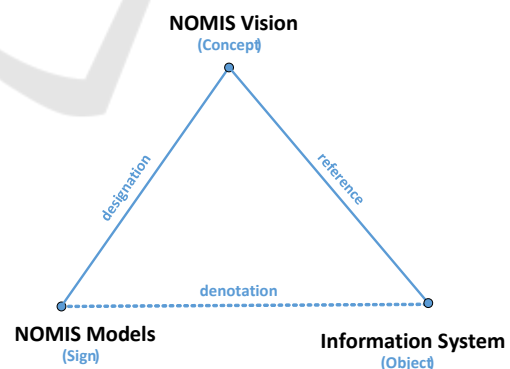 NOMIS Vision
(Concept)
designation
reference
denotation
NOMIS Models
(Sign)
Information System
(Object)